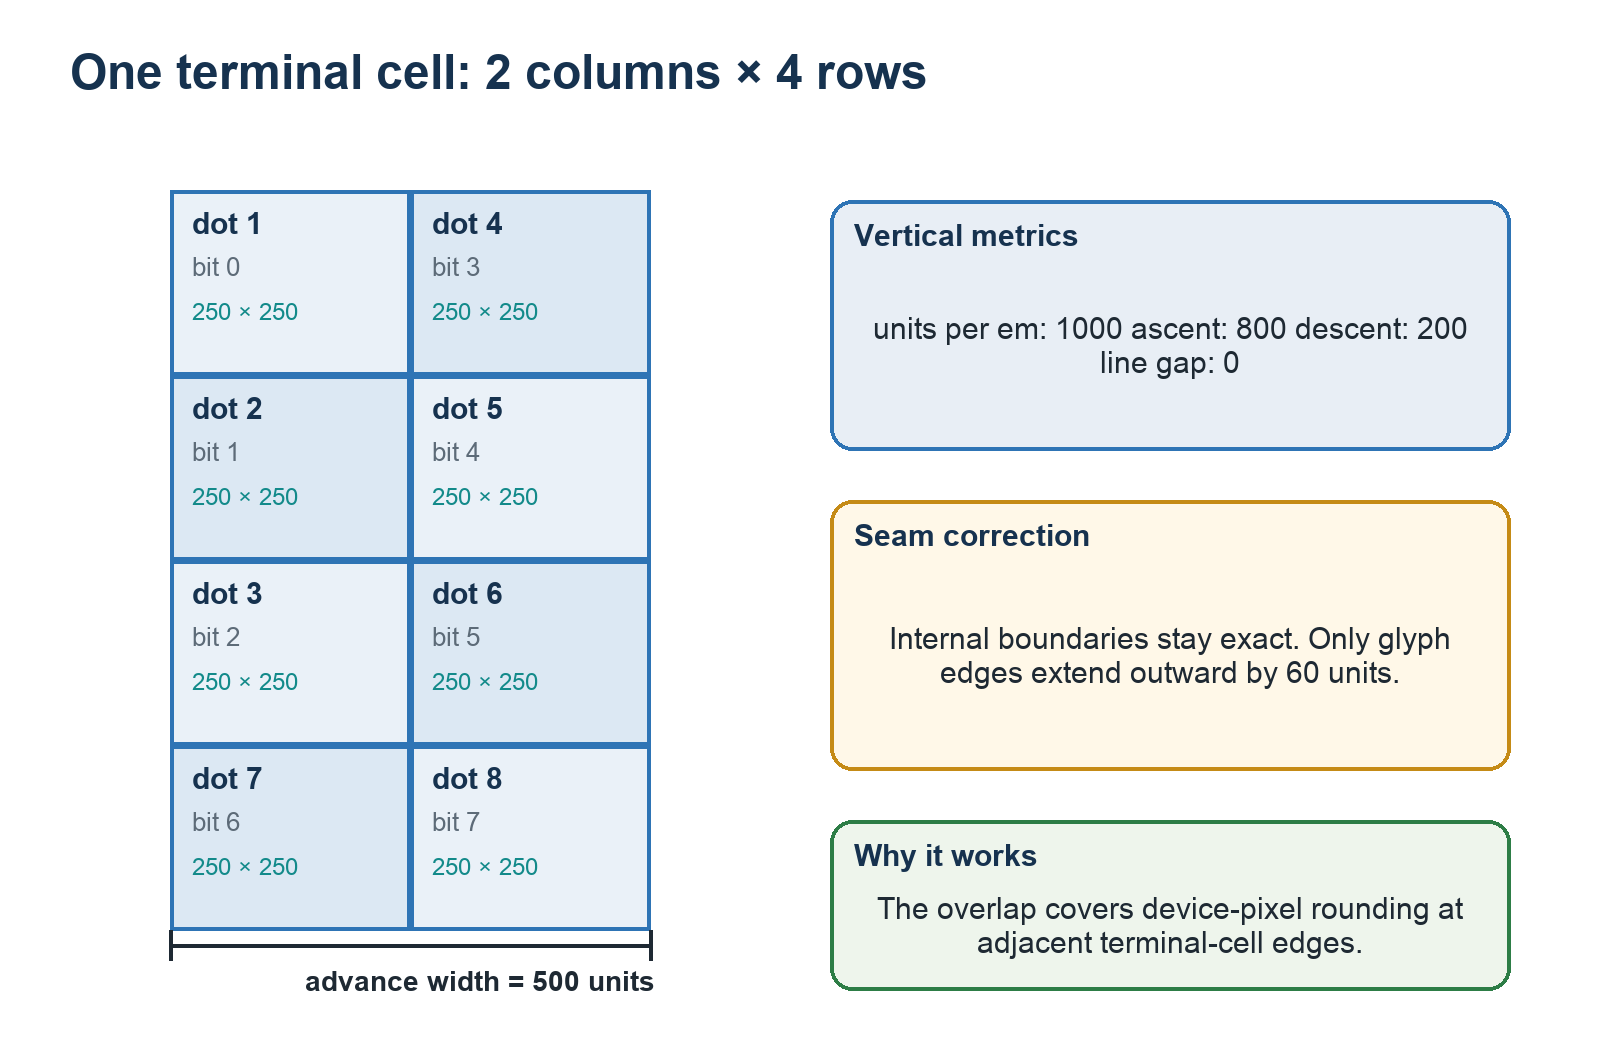 One terminal cell: 2 columns × 4 rows
dot 1
bit 0
250 × 250
dot 4
bit 3
250 × 250
dot 2
bit 1
250 × 250
dot 5
bit 4
250 × 250
dot 3
bit 2
250 × 250
dot 6
bit 5
250 × 250
dot 7
bit 6
250 × 250
dot 8
bit 7
250 × 250
advance width = 500 units
Vertical metrics
units per em: 1000 ascent: 800 descent: 200
line gap: 0
Seam correction
Internal boundaries stay exact. Only glyph
edges extend outward by 60 units.
Why it works
The overlap covers device-pixel rounding at
adjacent terminal-cell edges.